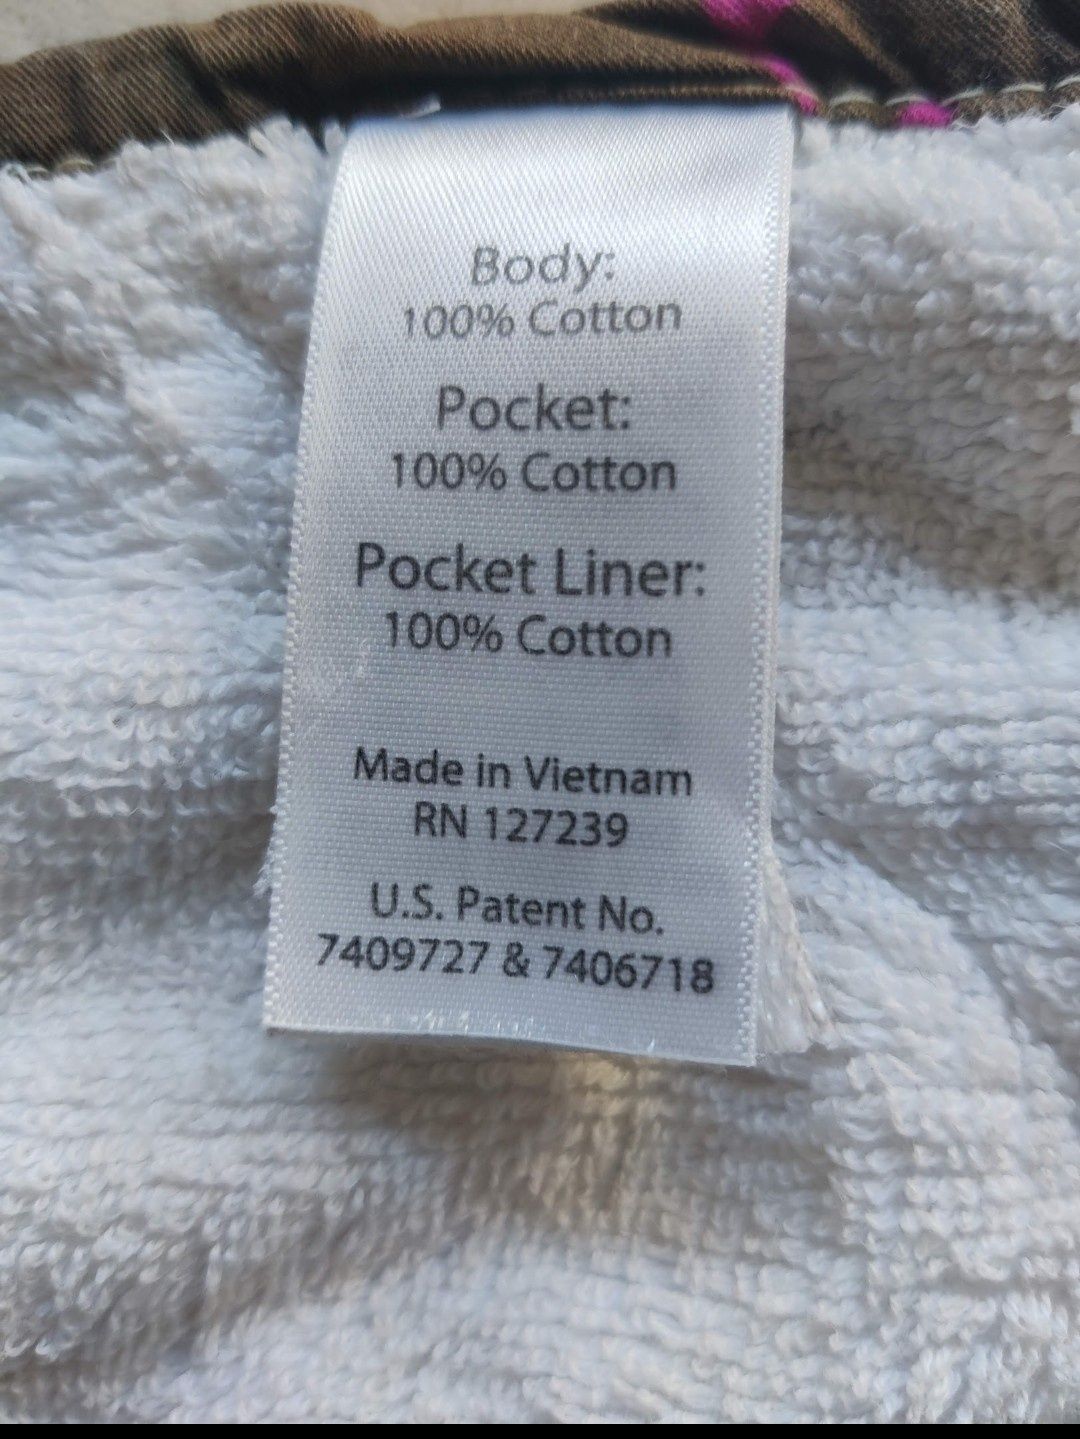 Body:
100% Cotton
Pocket:
100% Cotton
Pocket Liner:
100% Cotton
Made in Vietnam
RN 127239
U.S. Patent No.
7409727 & 7406718